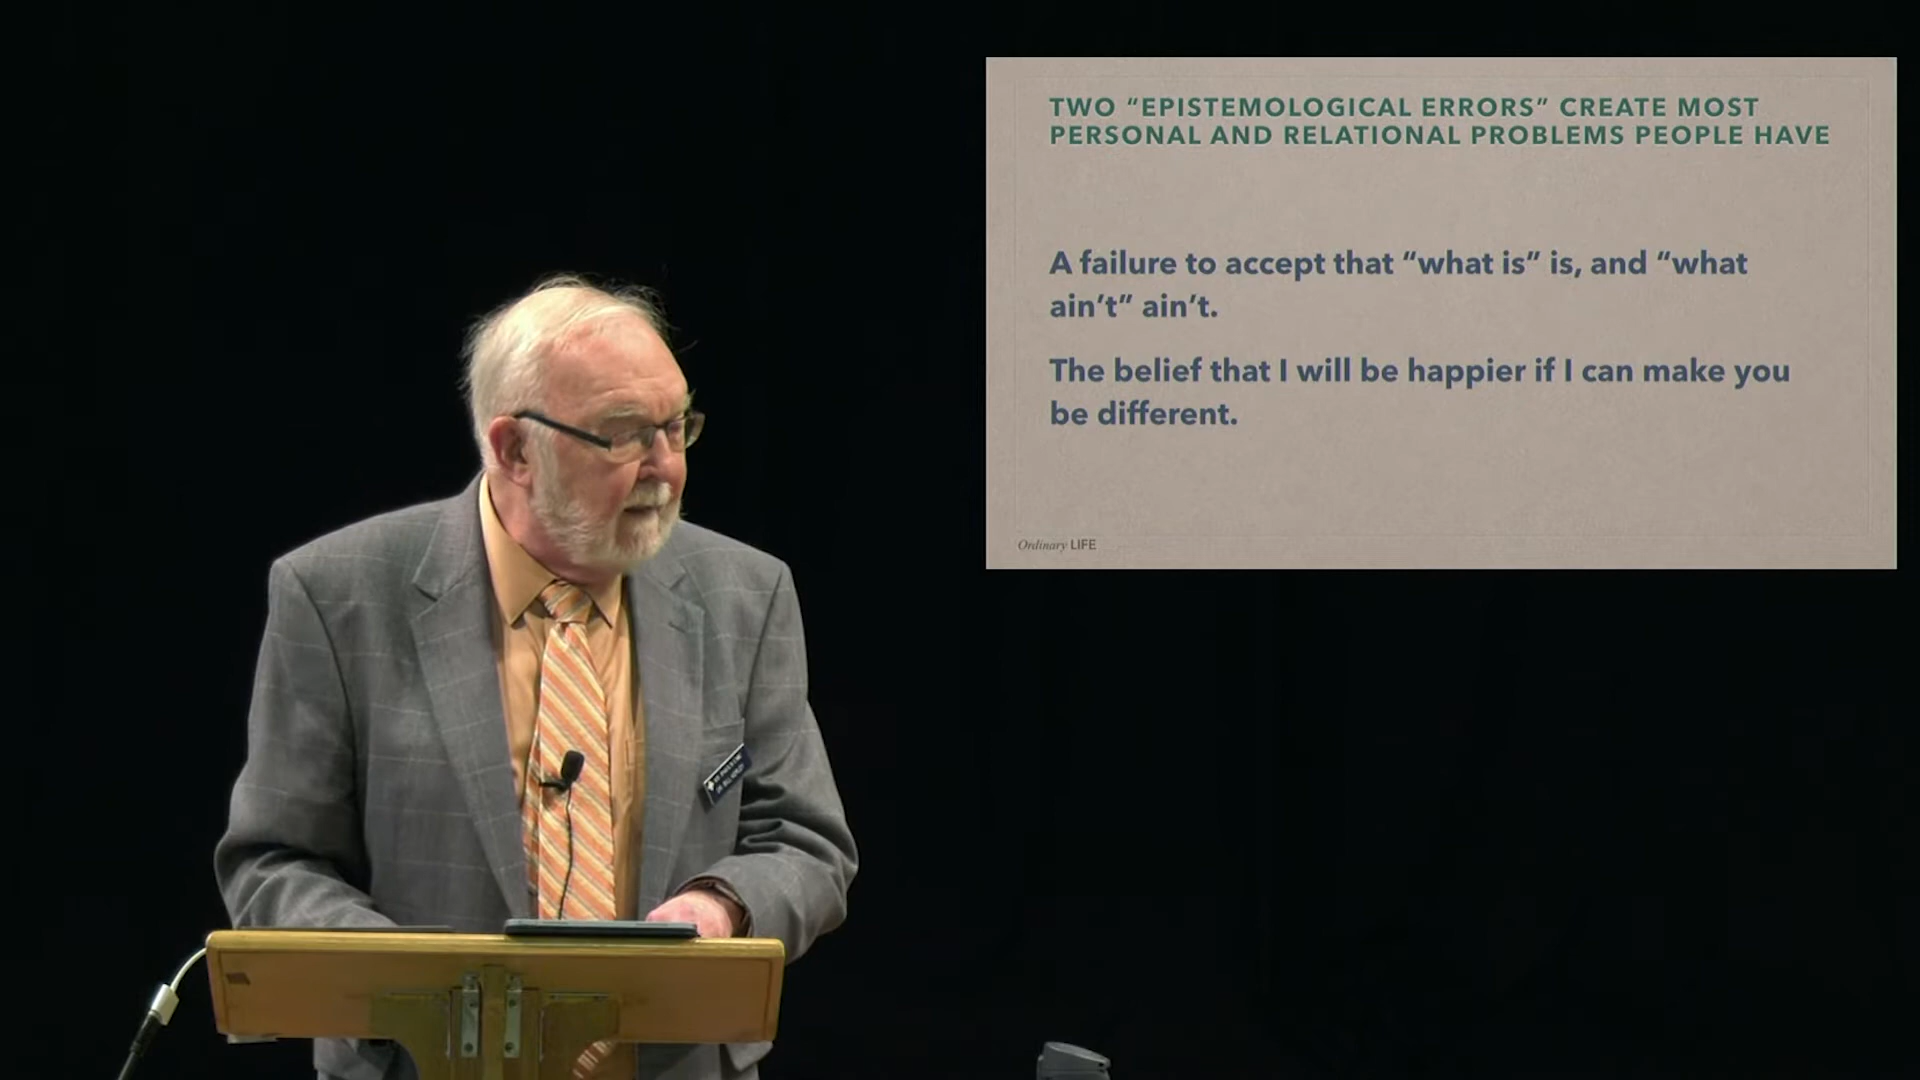 TWO “EPISTEMOLOGICAL ERRORS” CREATE MOST
PERSONAL AND RELATIONAL PROBLEMS PEOPLE HAVE
A failure to accept that “what is” is, and “what
ain’t” ain’t.
The belief that I will be happier if I can make you
be different.
Ordinary LIFE